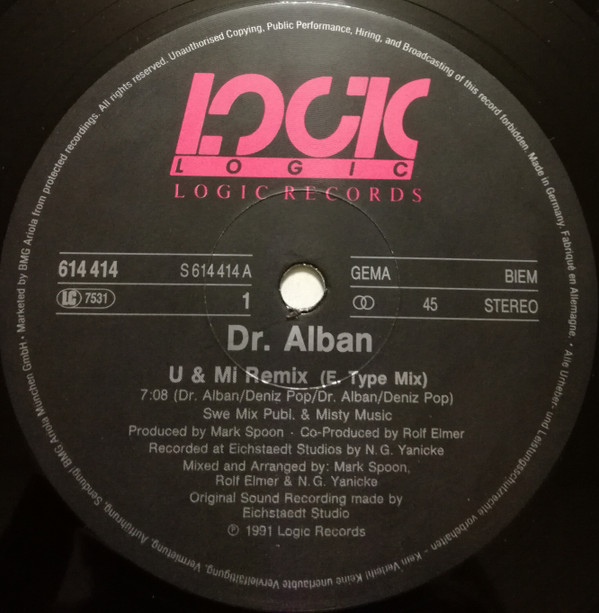 LOGIC
LOGIC
LOGIC RECORDS
614 414 S 614 414 A
LC 7531 1
GEMA BIEM
45 STEREO
Dr. Alban
U & Mi Remix (E. Type Mix)
7:08 (Dr. Alban/Deniz Pop/Dr. Alban/Deniz Pop)
Swe Mix Publ. & Misty Music
Produced by Mark Spoon · Co-Produced by Rolf Elmer
Recorded at Eichstaedt Studios by N. G. Yanicke
Mixed and Arranged by: Mark Spoon,
Rolf Elmer & N. G. Yanicke
Original Sound Recording made by
Eichstaedt Studio
℗ 1991 Logic Records
Marketed by BMG Ariola München GmbH · from protected recordings. All rights reserved. Unauthorised Copying, Public Performance, Hiring, and Broadcasting of this record forbidden. Made in Germany. Fabriqué en Allemagne. · Alle Urheber- und Leistungsschutzrechte vorbehalten - Kein Verleih! Keine unerlaubte Vervielfältigung, Vermietung, Aufführung, Sendung! BMG Ariola